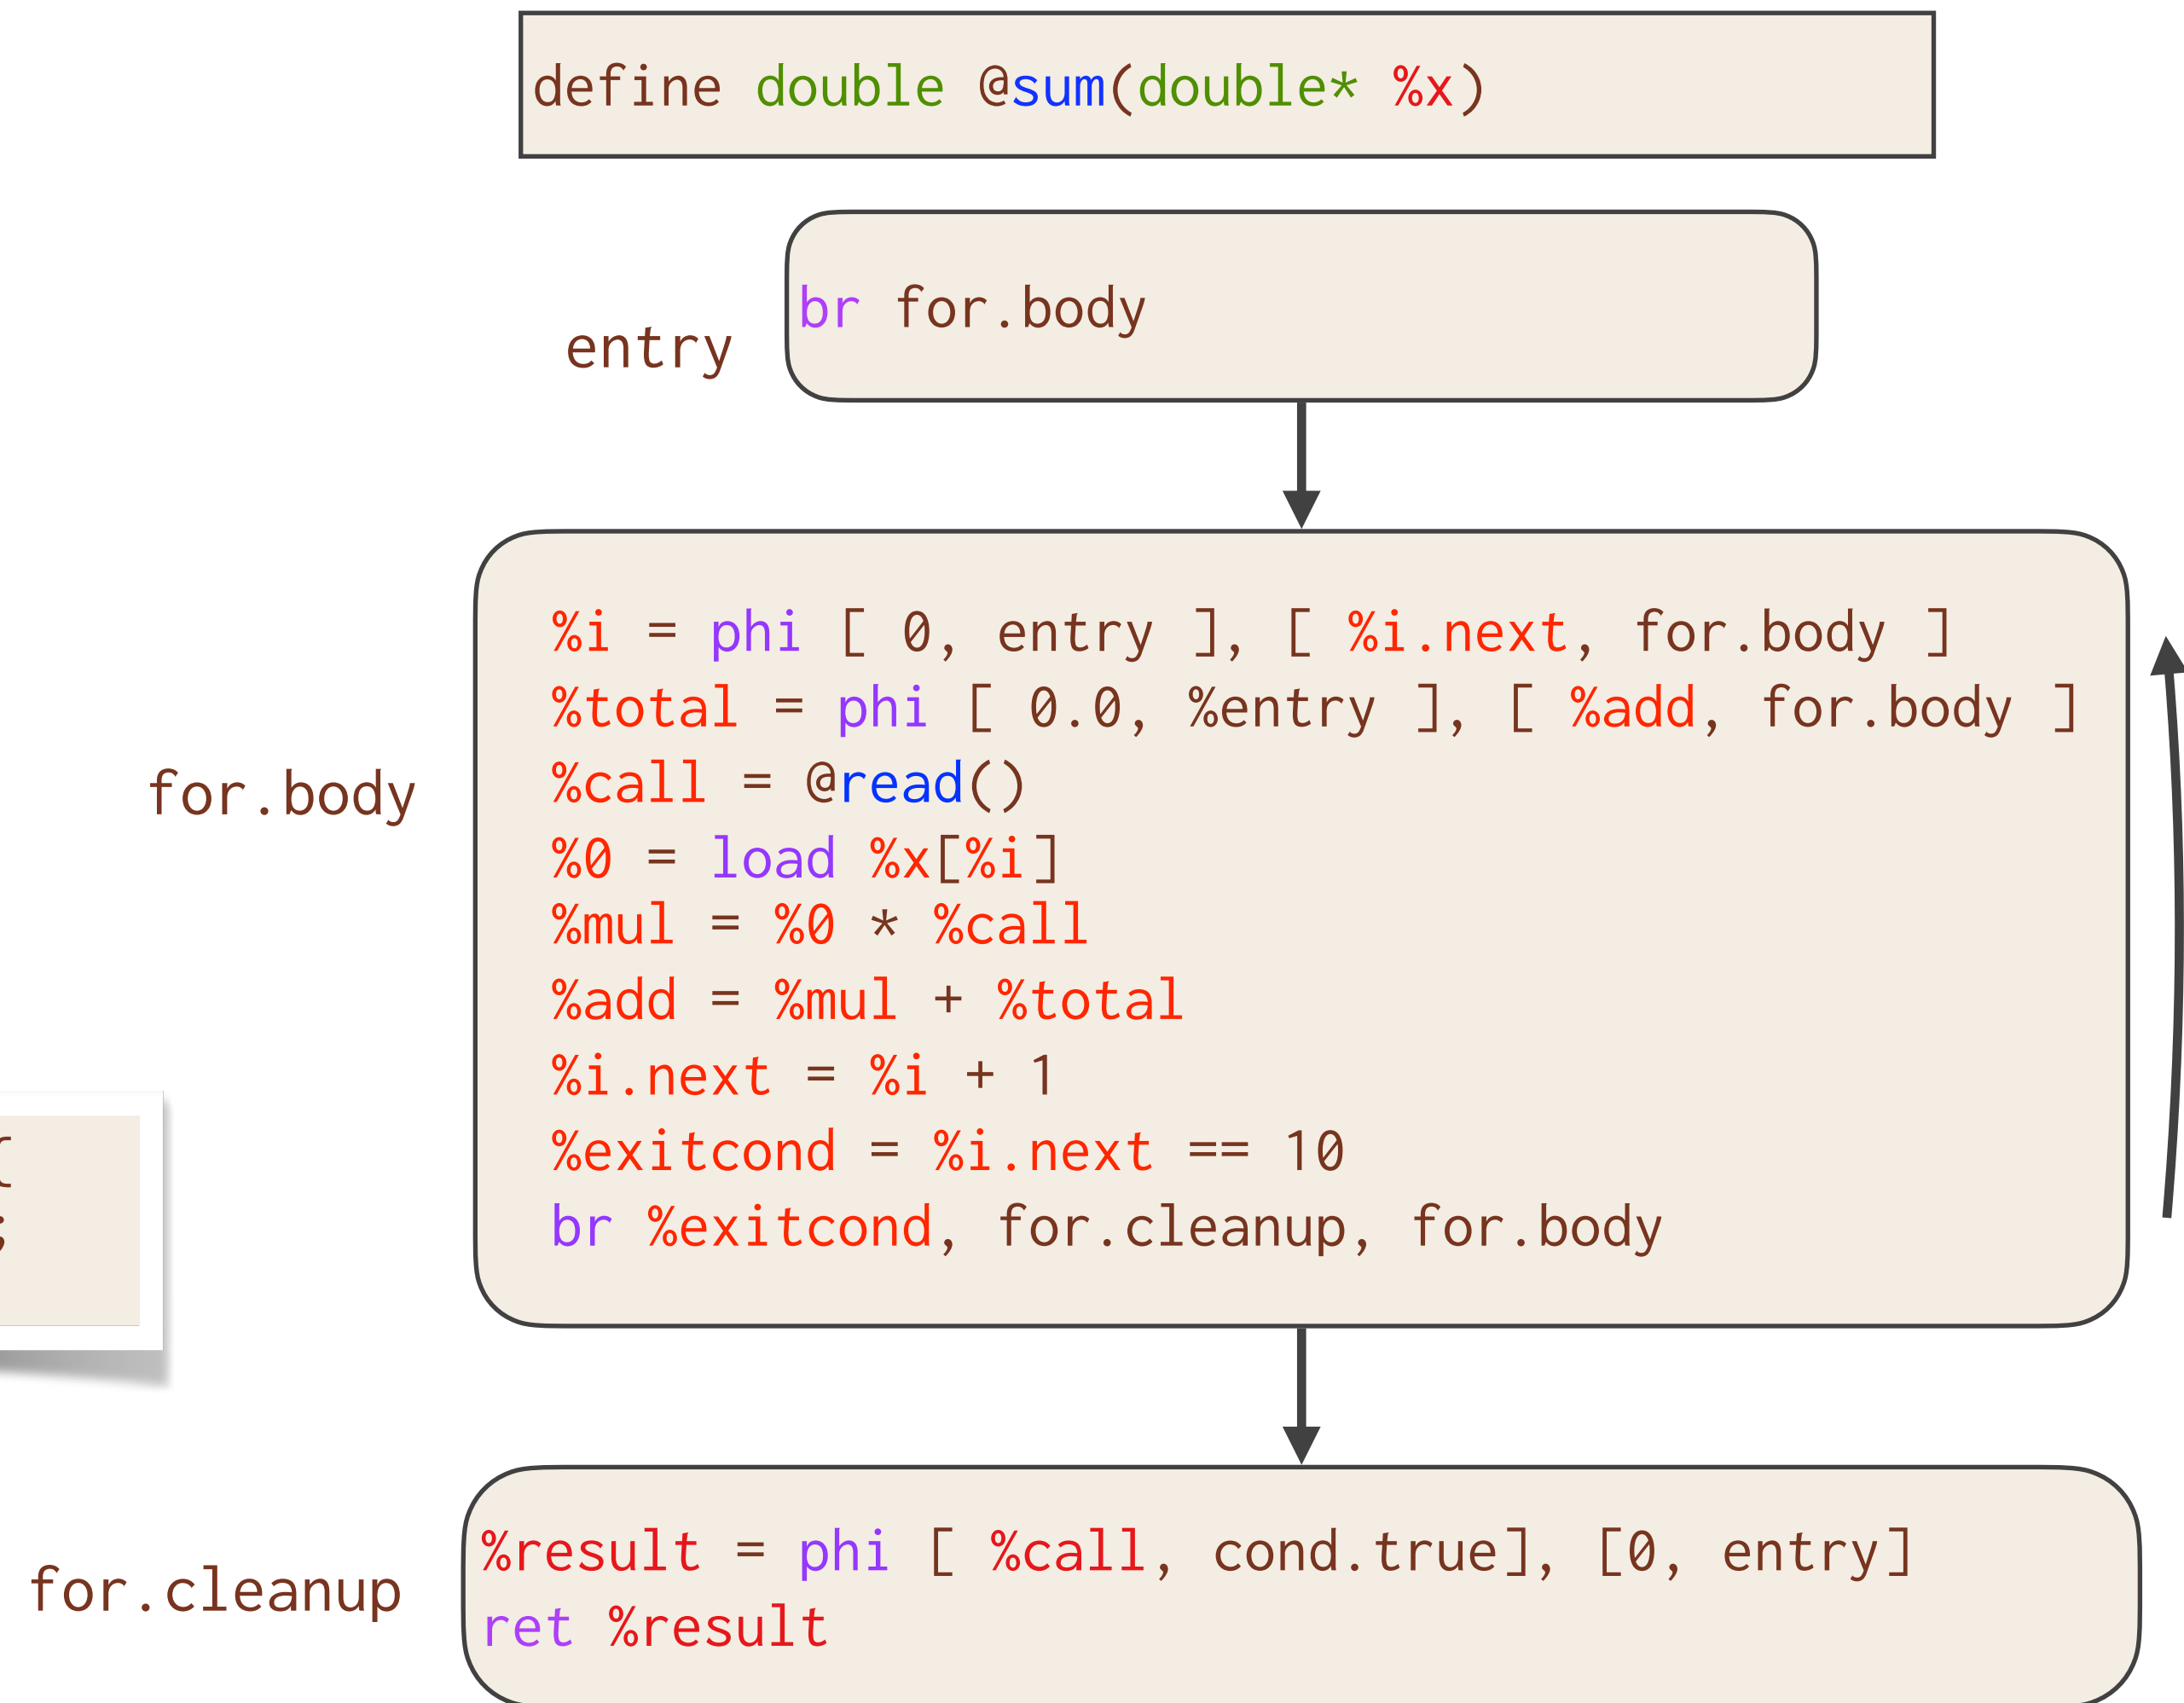 define double @sum(double* %x)
entry
br for.body
for.body
%i = phi [ 0, entry ], [ %i.next, for.body ]
%total = phi [ 0.0, %entry ], [ %add, for.body ]
%call = @read()
%0 = load %x[%i]
%mul = %0 * %call
%add = %mul + %total
%i.next = %i + 1
%exitcond = %i.next == 10
br %exitcond, for.cleanup, for.body
{
;
for.cleanup
%result = phi [ %call, cond.true], [0, entry]
ret %result